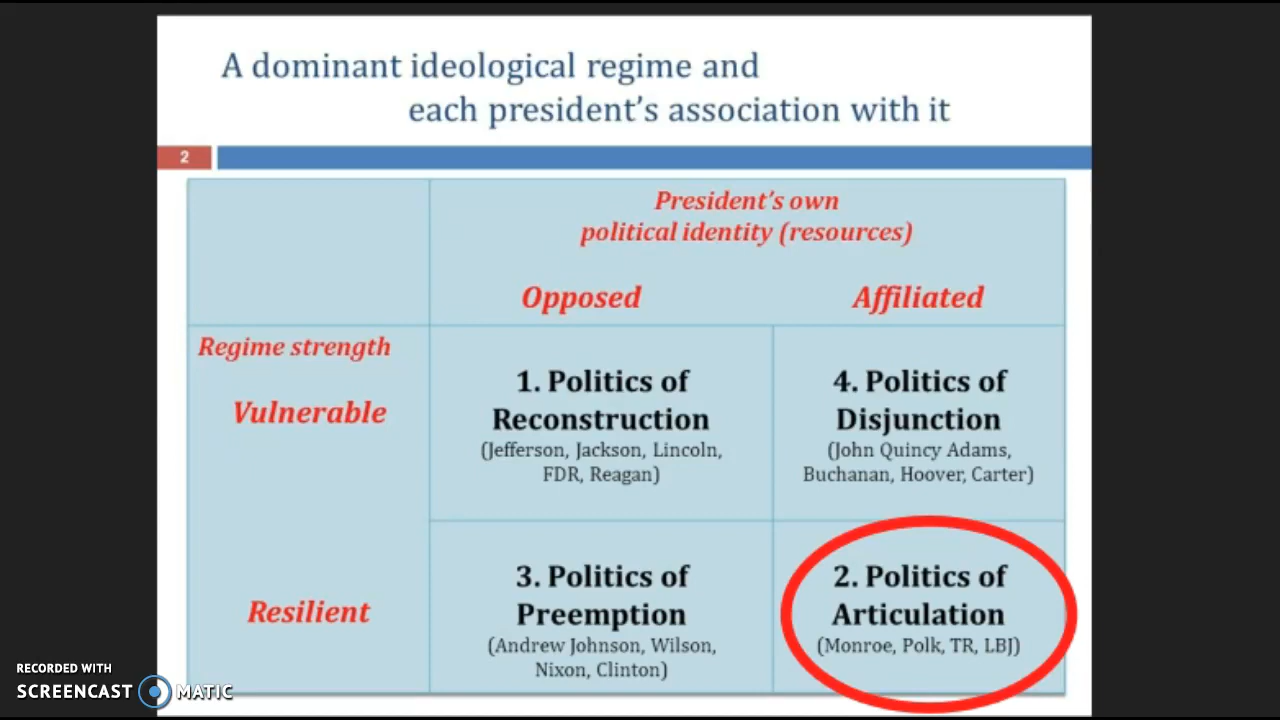 A dominant ideological regime and
each president's association with it
2
President's own
political identity (resources)
Opposed
Affiliated
Regime strength
Vulnerable
1. Politics of
Reconstruction
(Jefferson, Jackson, Lincoln,
FDR, Reagan)
4. Politics of
Disjunction
(John Quincy Adams,
Buchanan, Hoover, Carter)
Resilient
3. Politics of
Preemption
(Andrew Johnson, Wilson,
Nixon, Clinton)
2. Politics of
Articulation
(Monroe, Polk, TR, LBJ)
RECORDED WITH
SCREENCAST MATIC